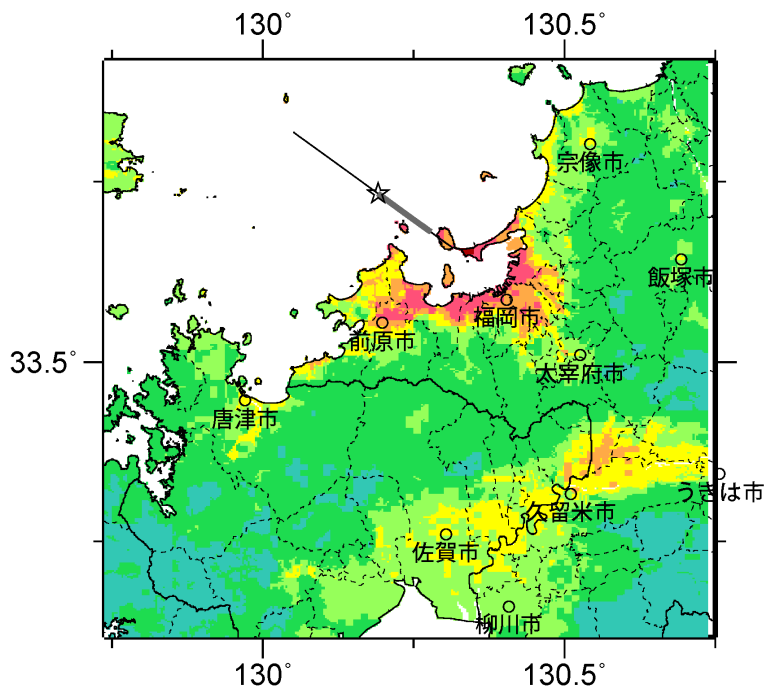 130° 130.5°
宗像市
飯塚市
福岡市
前原市
33.5° 太宰府市
唐津市
うきは市
久留米市
佐賀市
柳川市
130° 130.5°